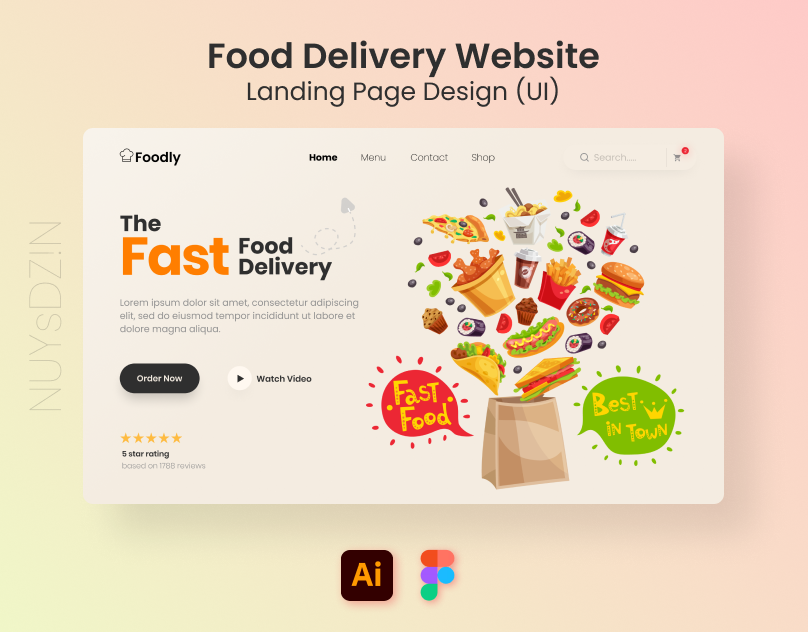 Food Delivery Website
Landing Page Design (UI)
Foodly
Home
Menu
Contact
Shop
Search.....
The
Fast
Food
Delivery
Lorem ipsum dolor sit amet, consectetur adipiscing
elit, sed do eiusmod tempor incididunt ut labore et
dolore magna aliqua.
Order Now
Watch Video
5 star rating
based on 1788 reviews
Fast
Food
Best
in Town
NUYSDZ!N
Ai